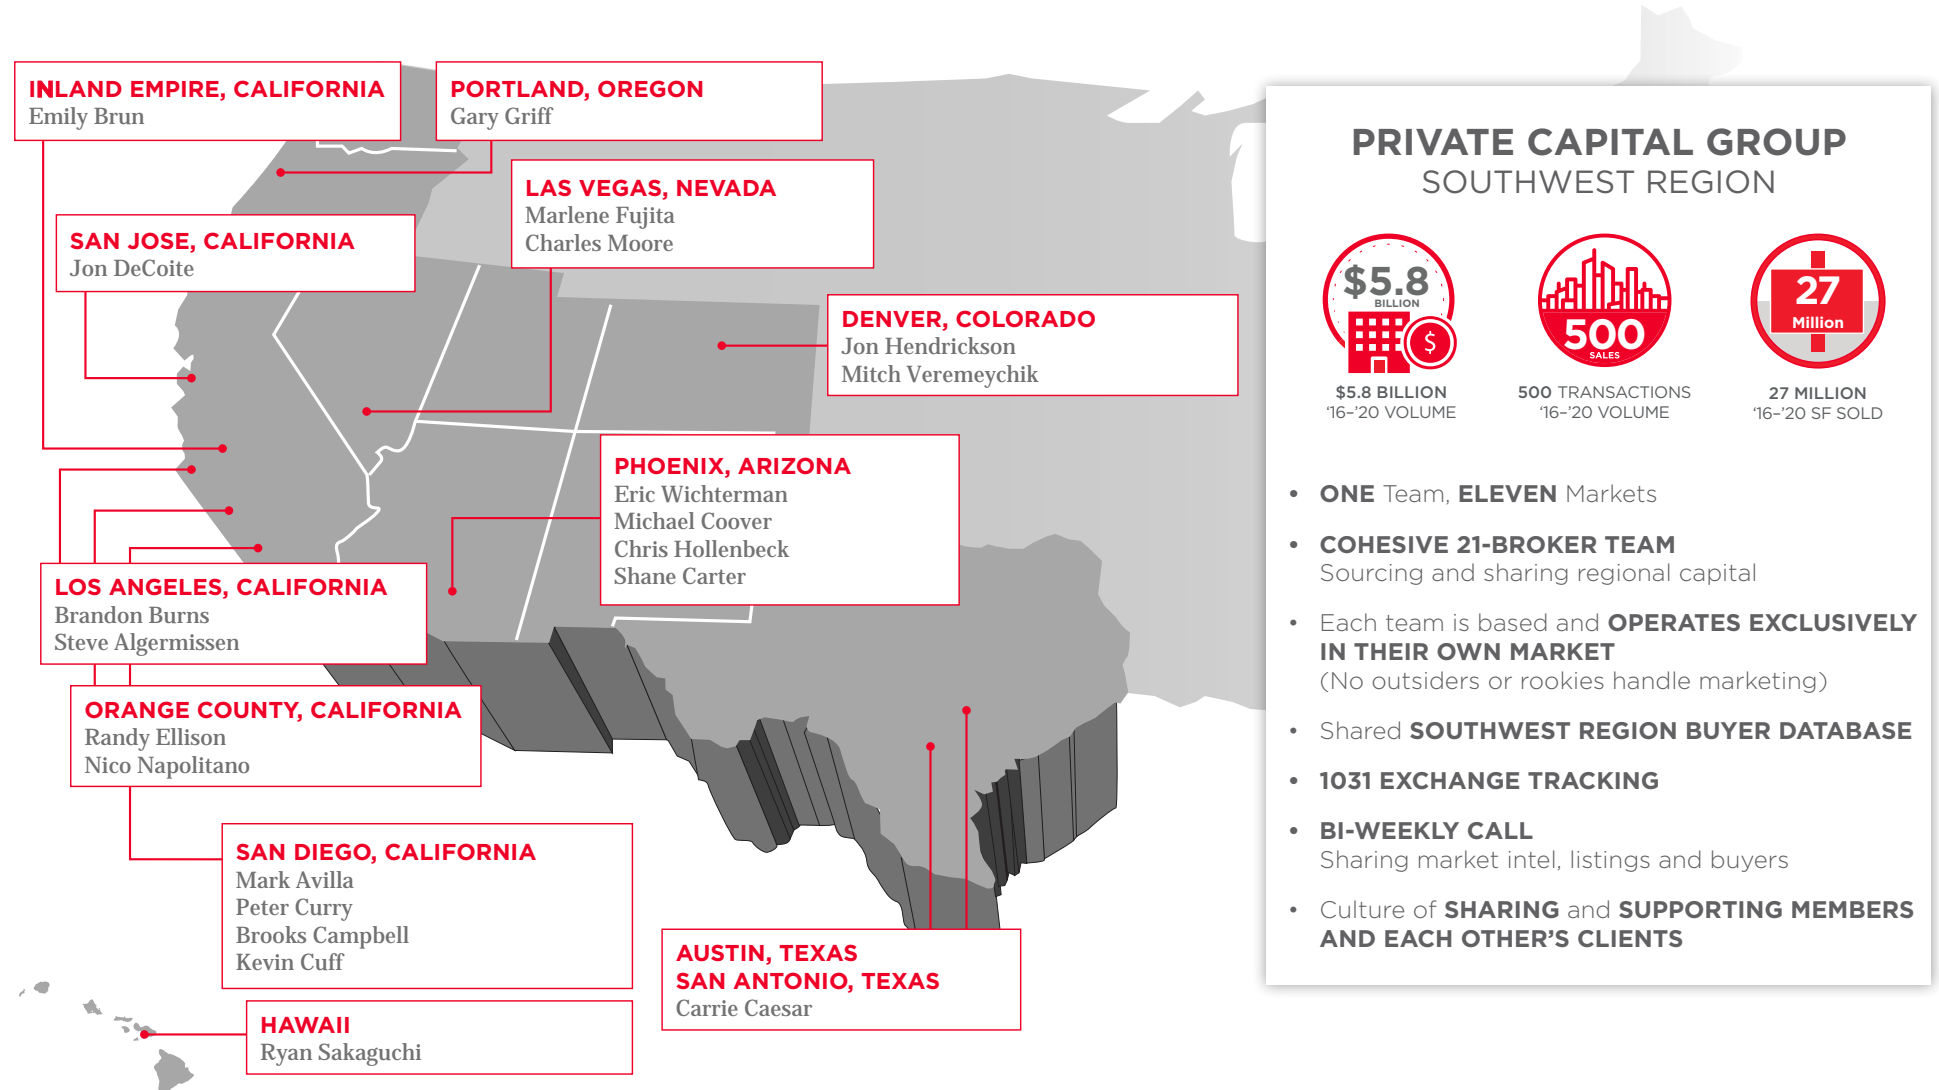 INLAND EMPIRE, CALIFORNIA
Emily Brun
PORTLAND, OREGON
Gary Griff
LAS VEGAS, NEVADA
Marlene Fujita
Charles Moore
SAN JOSE, CALIFORNIA
Jon DeCoite
DENVER, COLORADO
Jon Hendrickson
Mitch Veremeychik
PHOENIX, ARIZONA
Eric Wichterman
Michael Coover
Chris Hollenbeck
Shane Carter
LOS ANGELES, CALIFORNIA
Brandon Burns
Steve Algermissen
ORANGE COUNTY, CALIFORNIA
Randy Ellison
Nico Napolitano
SAN DIEGO, CALIFORNIA
Mark Avilla
Peter Curry
Brooks Campbell
Kevin Cuff
AUSTIN, TEXAS
SAN ANTONIO, TEXAS
Carrie Caesar
HAWAII
Ryan Sakaguchi
PRIVATE CAPITAL GROUP
SOUTHWEST REGION
$5.8
BILLION
$
$5.8 BILLION
‘16–’20 VOLUME
500
SALES
500 TRANSACTIONS
‘16–’20 VOLUME
27
Million
27 MILLION
‘16–’20 SF SOLD
• ONE Team, ELEVEN Markets
• COHESIVE 21-BROKER TEAM
Sourcing and sharing regional capital
• Each team is based and OPERATES EXCLUSIVELY
IN THEIR OWN MARKET
(No outsiders or rookies handle marketing)
• Shared SOUTHWEST REGION BUYER DATABASE
• 1031 EXCHANGE TRACKING
• BI-WEEKLY CALL
Sharing market intel, listings and buyers
• Culture of SHARING and SUPPORTING MEMBERS
AND EACH OTHER’S CLIENTS